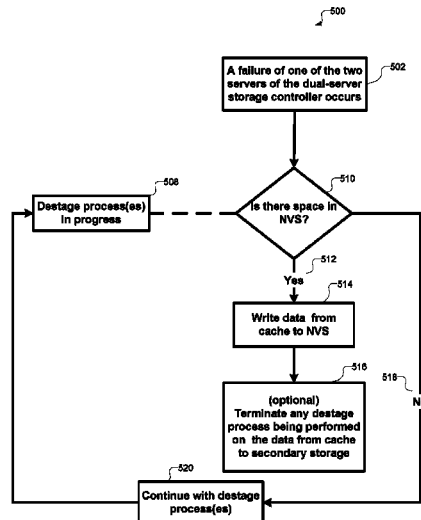 500
A failure of one of the two
servers of the dual-server
storage controller occurs
502
508
Destage process(es)
In progress
510
Is there space in
NVS?
512
Yes
514
Write data from
cache to NVS
516
(optional)
Terminate any destage
process being performed
on the data from cache
to secondary storage
518
N
520
Continue with destage
process(es)